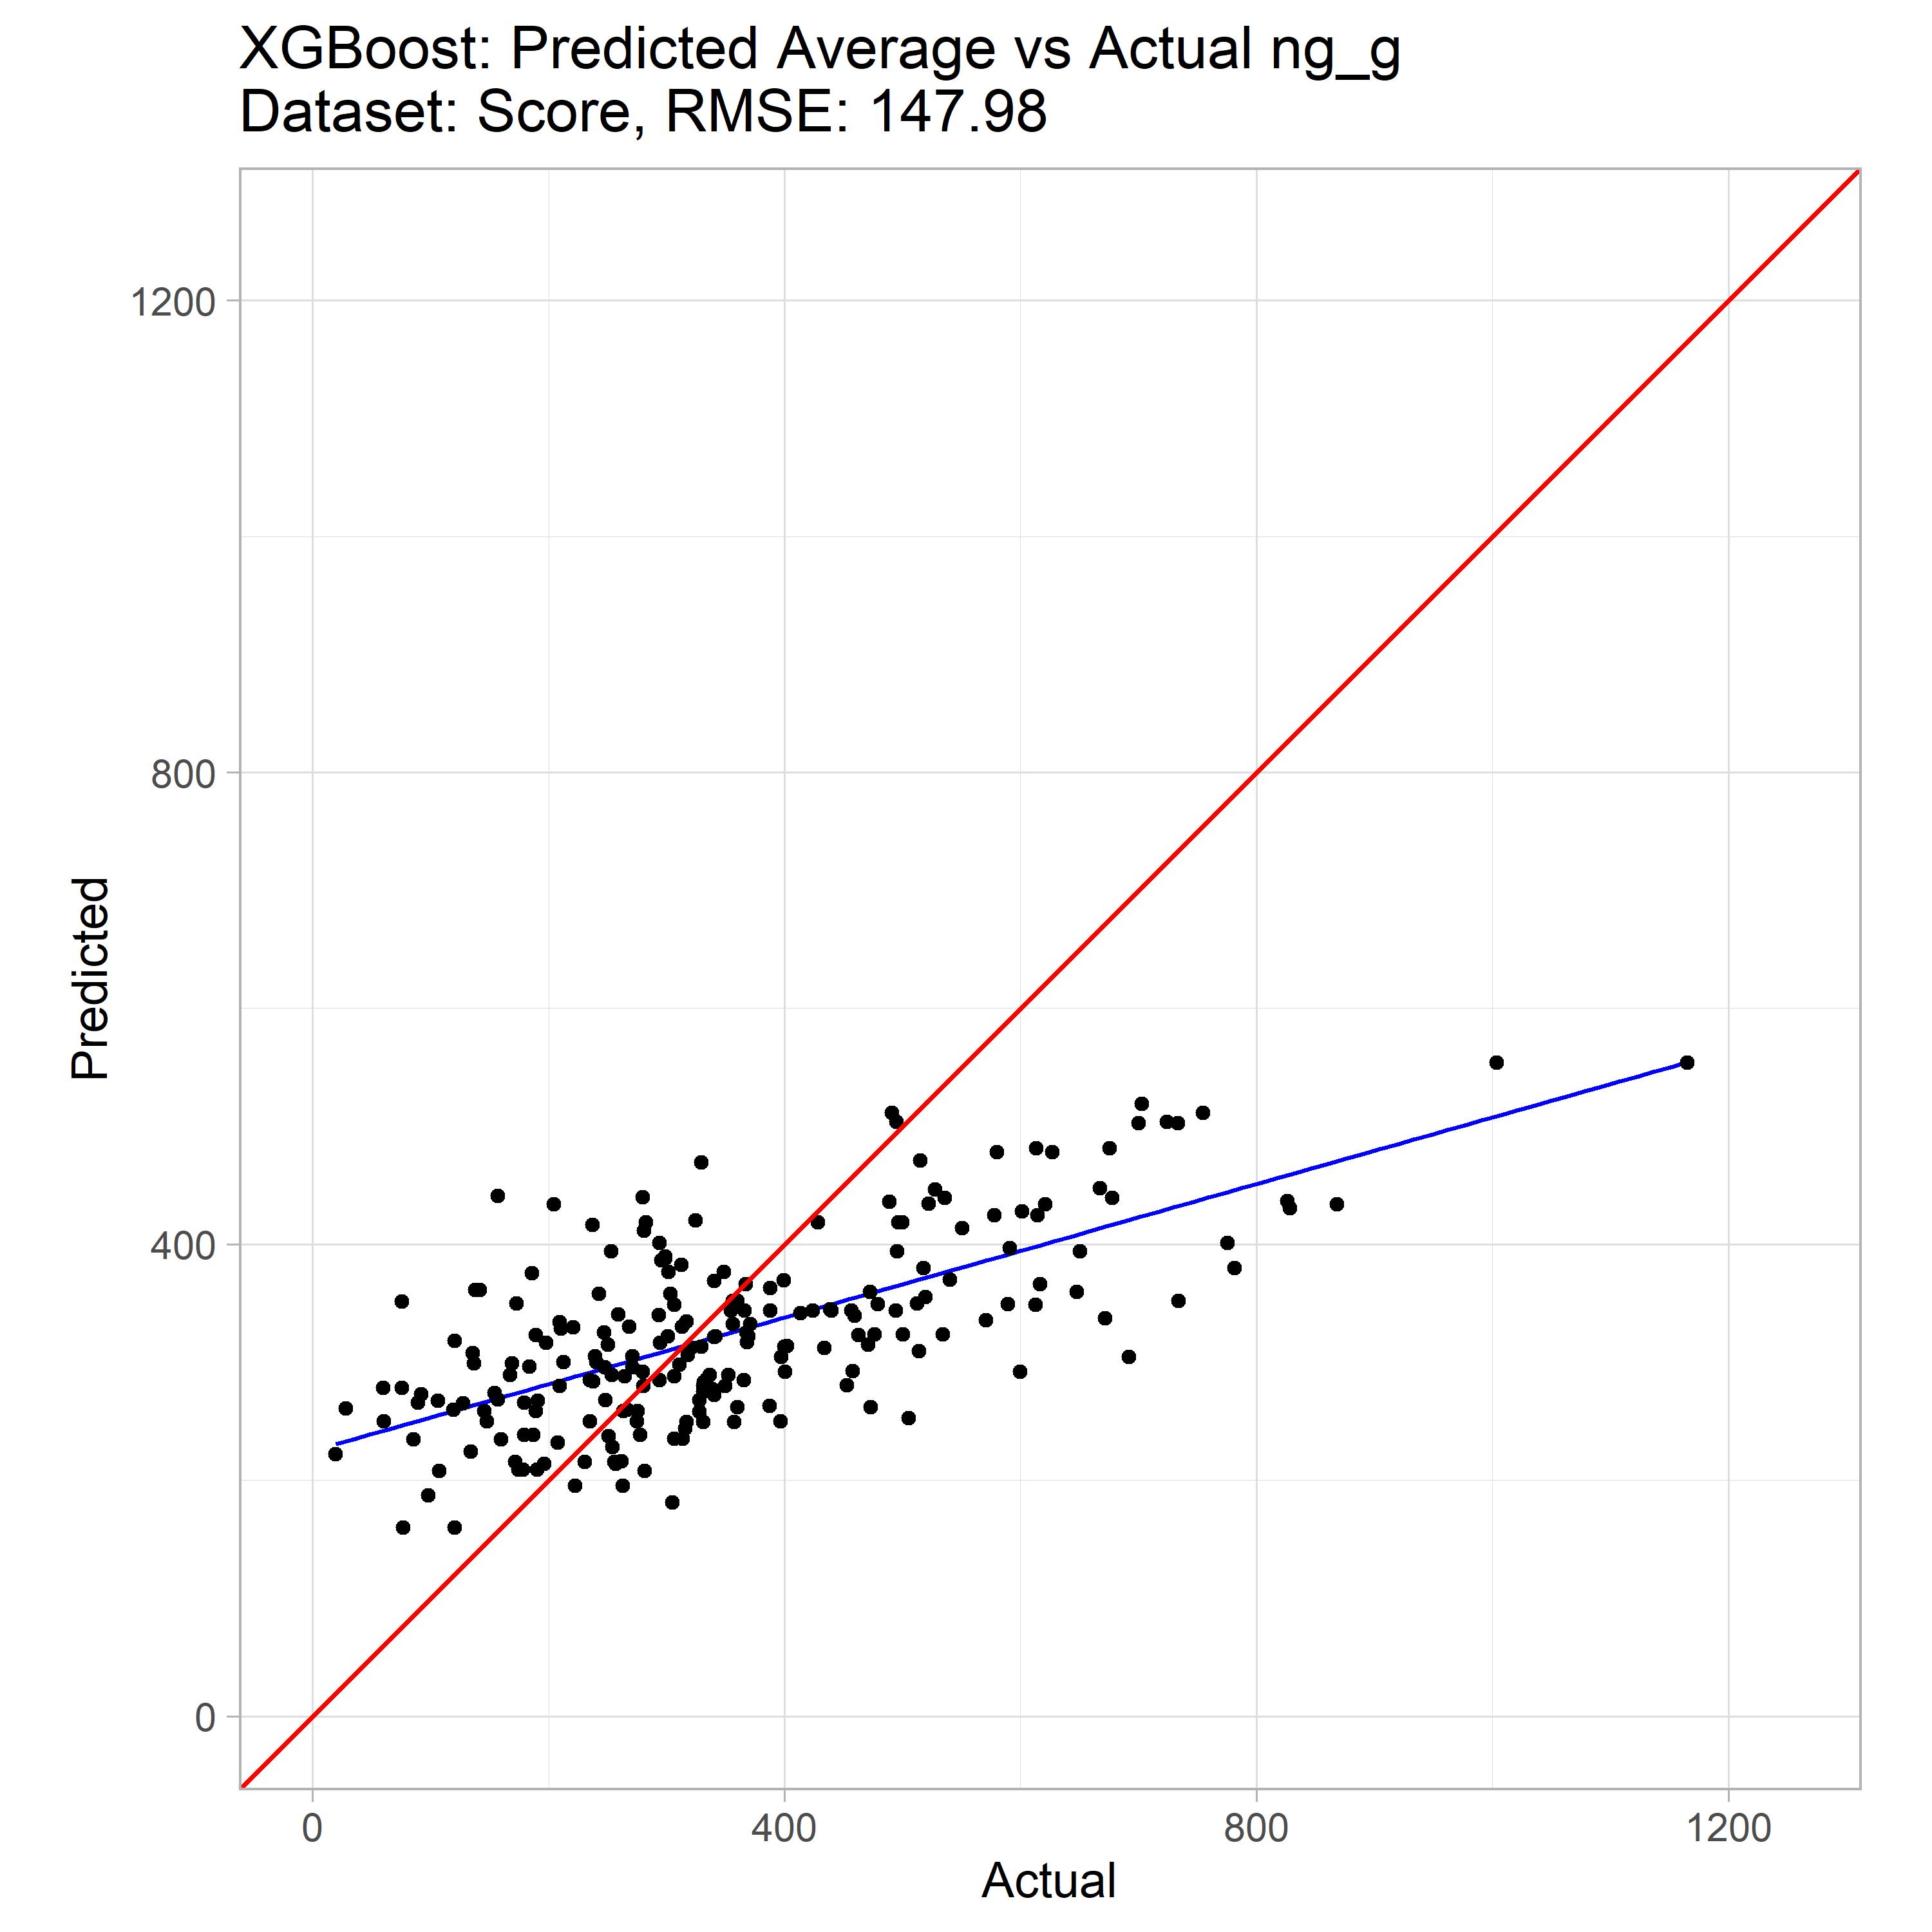 XGBoost: Predicted Average vs Actual ng_g
Dataset: Score, RMSE: 147.98
1200
800
400
0
Predicted
0 400 800 1200
Actual